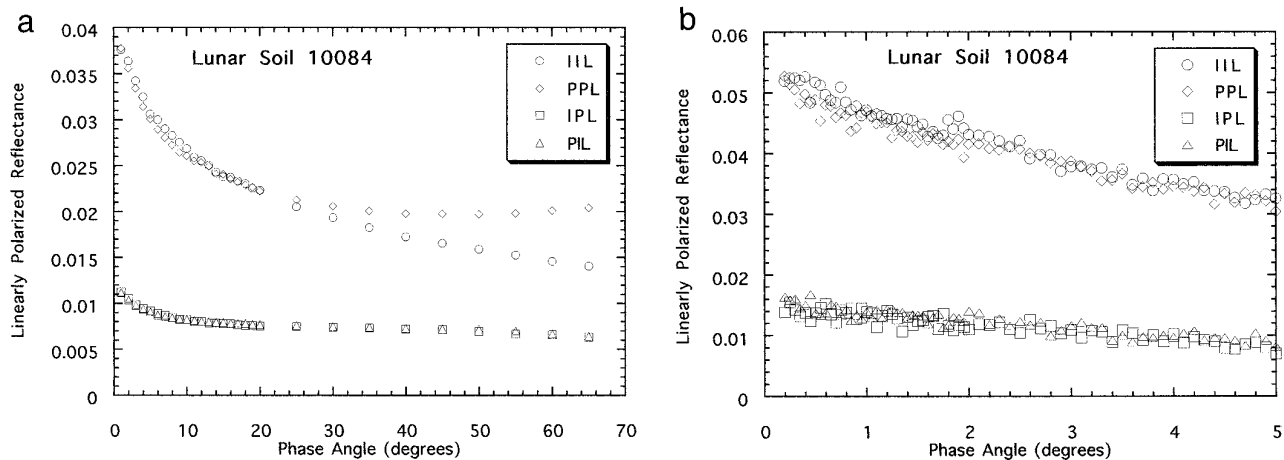 a
Lunar Soil 10084
IIL
PPL
IPL
PIL
Linearly Polarized Reflectance
0.04
0.035
0.03
0.025
0.02
0.015
0.01
0.005
0
0 10 20 30 40 50 60 70
Phase Angle (degrees)
b
Lunar Soil 10084
IIL
PPL
IPL
PIL
Linearly Polarized Reflectance
0.06
0.05
0.04
0.03
0.02
0.01
0
0 1 2 3 4 5
Phase Angle (degrees)